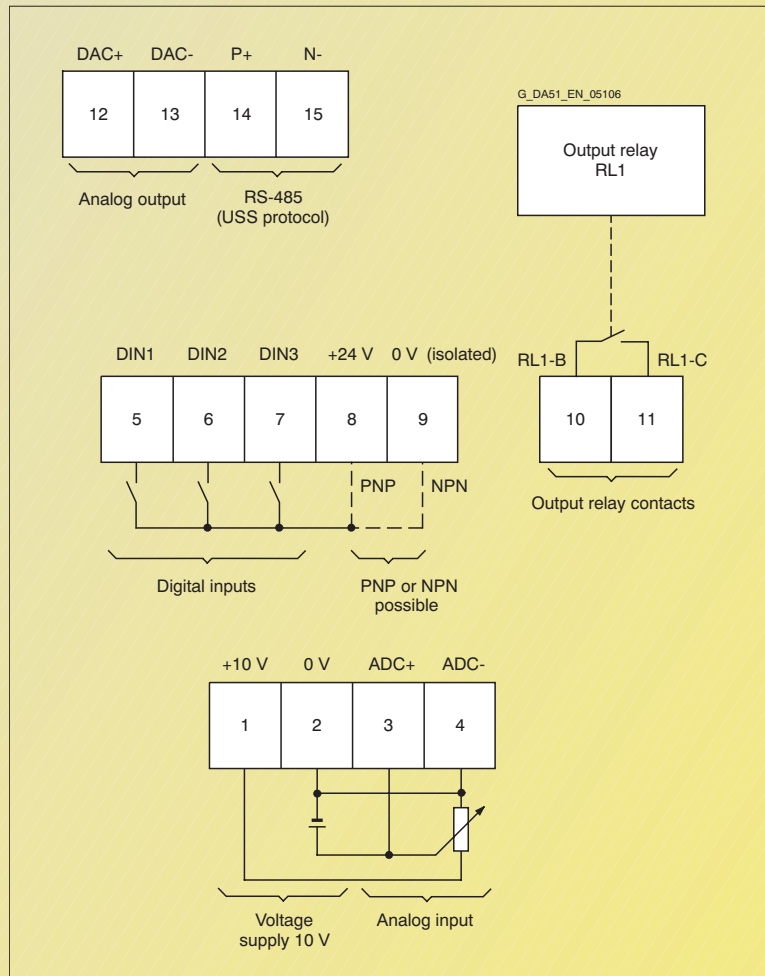 DAC+ DAC- P+ N-
12 13 14 15
Analog output
RS-485
(USS protocol)
G_DA51_EN_05106
Output relay
RL1
RL1-B RL1-C
10 11
Output relay contacts
DIN1 DIN2 DIN3 +24 V 0 V (isolated)
5 6 7 8 9
PNP NPN
Digital inputs
PNP or NPN
possible
+10 V 0 V ADC+ ADC-
1 2 3 4
Voltage
supply 10 V
Analog input